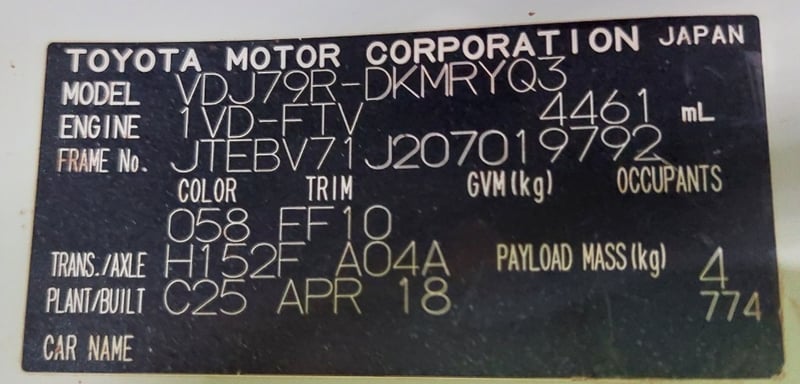 TOYOTA MOTOR CORPORATION JAPAN
MODEL VDJ79R-DKMRYQ3
ENGINE 1VD-FTV 4461 mL
FRAME No. JTEBV71J207019792
COLOR TRIM GVM(kg) OCCUPANTS
058 FF10
TRANS./AXLE H152F A04A PAYLOAD MASS(kg) 4
PLANT/BUILT C25 APR 18 774
CAR NAME